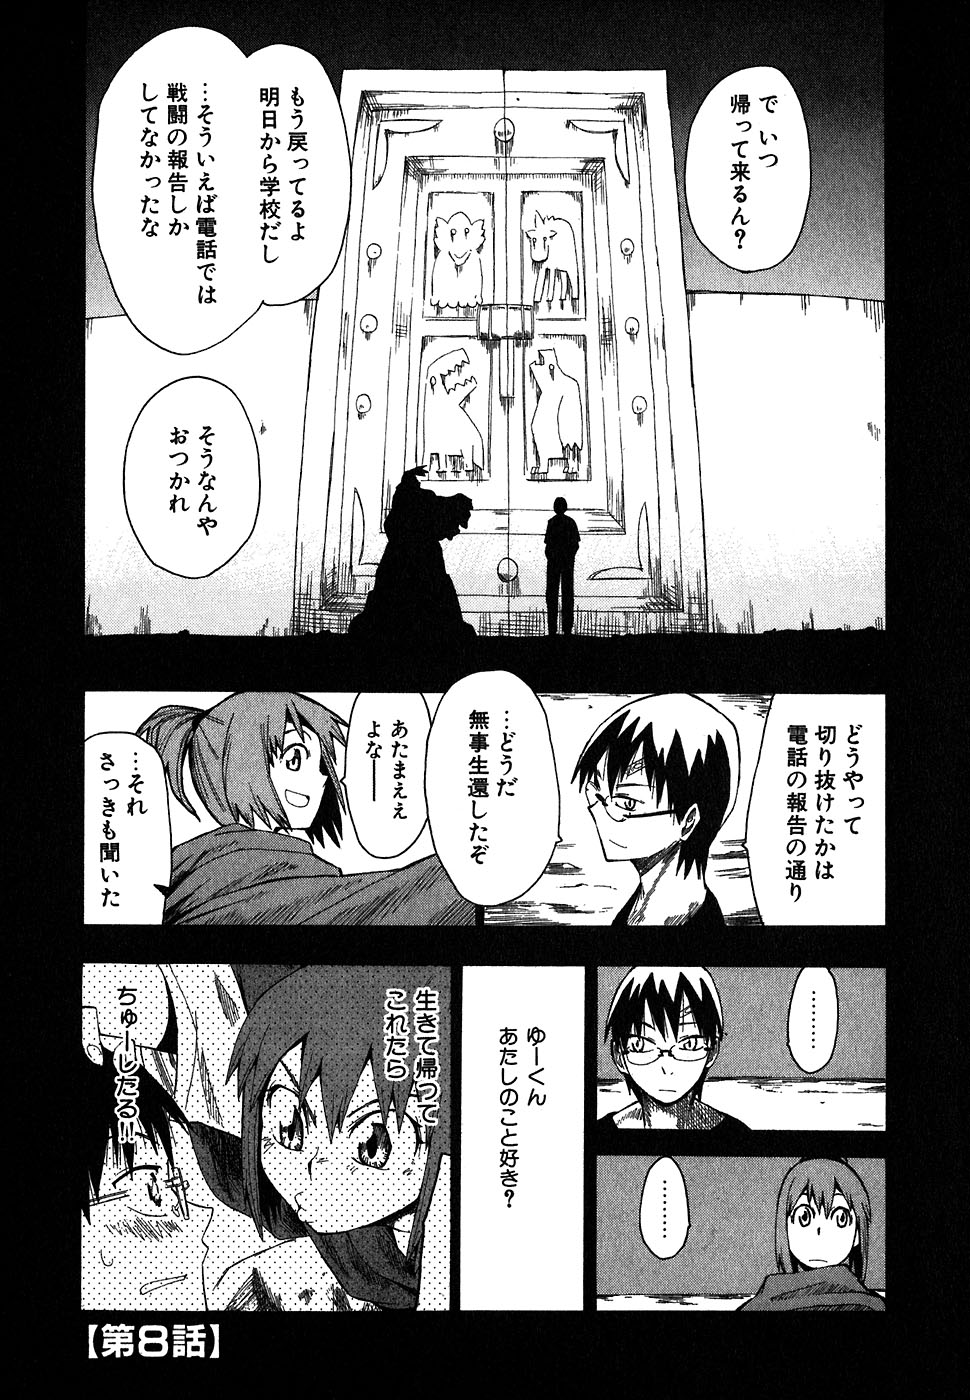 で いつ
帰って来るん?
もう戻ってるよ
明日から学校だし
…そういえば電話では
戦闘の報告しか
してなかったな
そうなんや
おつかれ
どうやって
切り抜けたかは
電話の報告の通り
…どうだ
無事生還したぞ
あたまええ
よなー
…それ
さっきも聞いた
………
………
ゆーくん
あたしのこと好き?
生きて帰って
これたら
ちゅーしたる!!
【第8話】